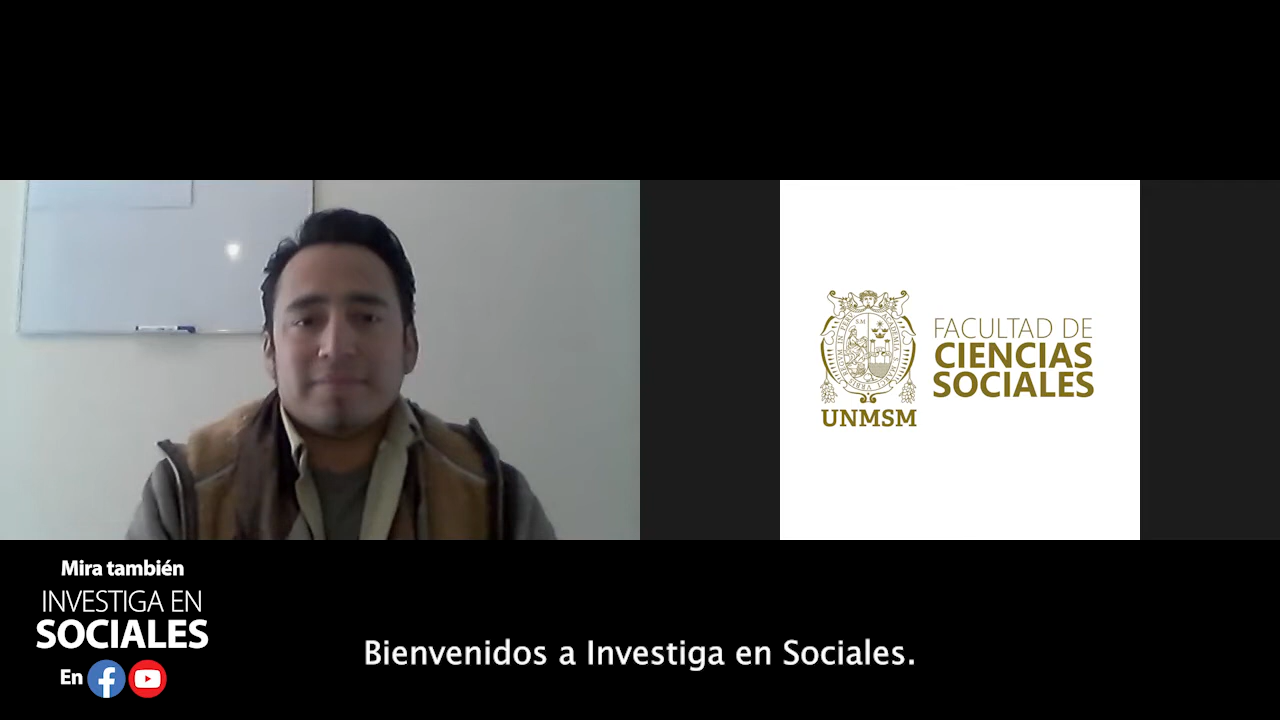 FACULTAD DE
CIENCIAS
SOCIALES
UNMSM
Mira también
INVESTIGA EN
SOCIALES
En
Bienvenidos a Investiga en Sociales.